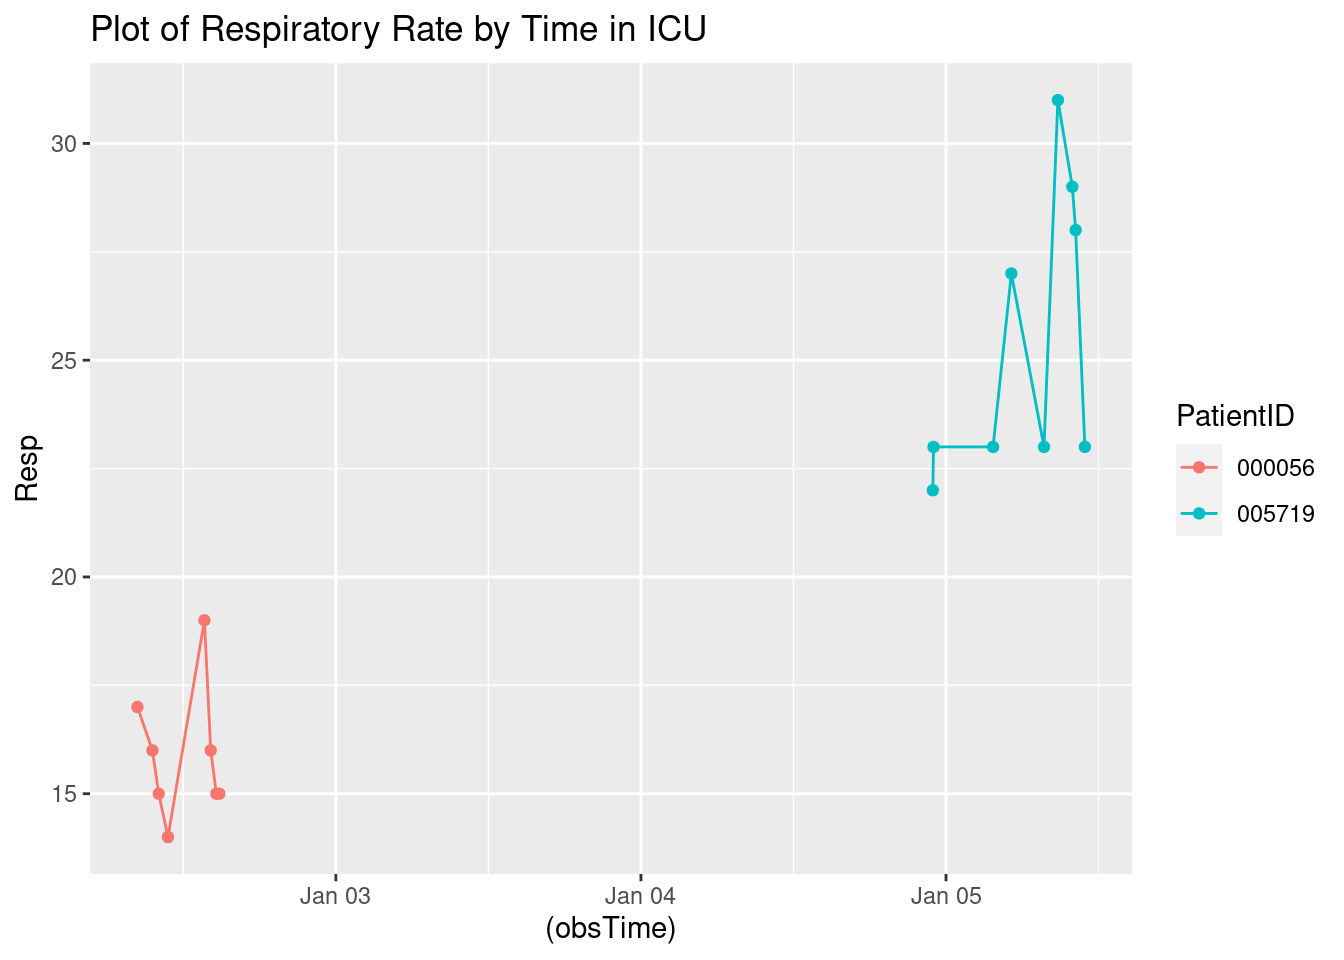 Plot of Respiratory Rate by Time in ICU
30
25
20
15
Resp
Jan 03
Jan 04
Jan 05
(obsTime)
PatientID
000056
005719